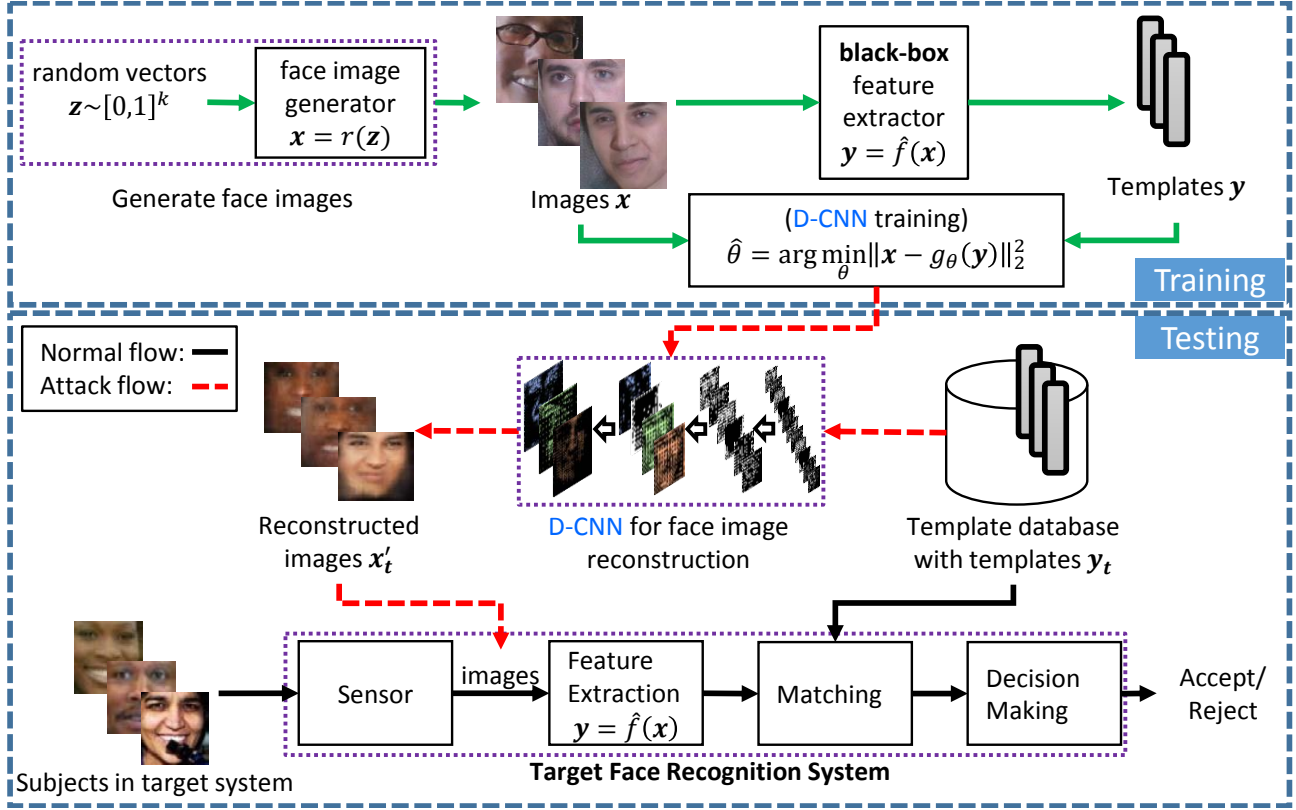 random vectors
z~[0,1]^k
face image
generator
x = r(z)
Generate face images
Images x
black-box
feature
extractor
y = f̂(x)
Templates y
(D-CNN training)
θ̂ = arg min_θ ‖x − g_θ(y)‖₂²
Training
Testing
Normal flow:
Attack flow:
Reconstructed
images x′_t
D-CNN for face image
reconstruction
Template database
with templates y_t
Subjects in target system
Sensor
images
Feature
Extraction
y = f̂(x)
Matching
Decision
Making
Accept/
Reject
Target Face Recognition System